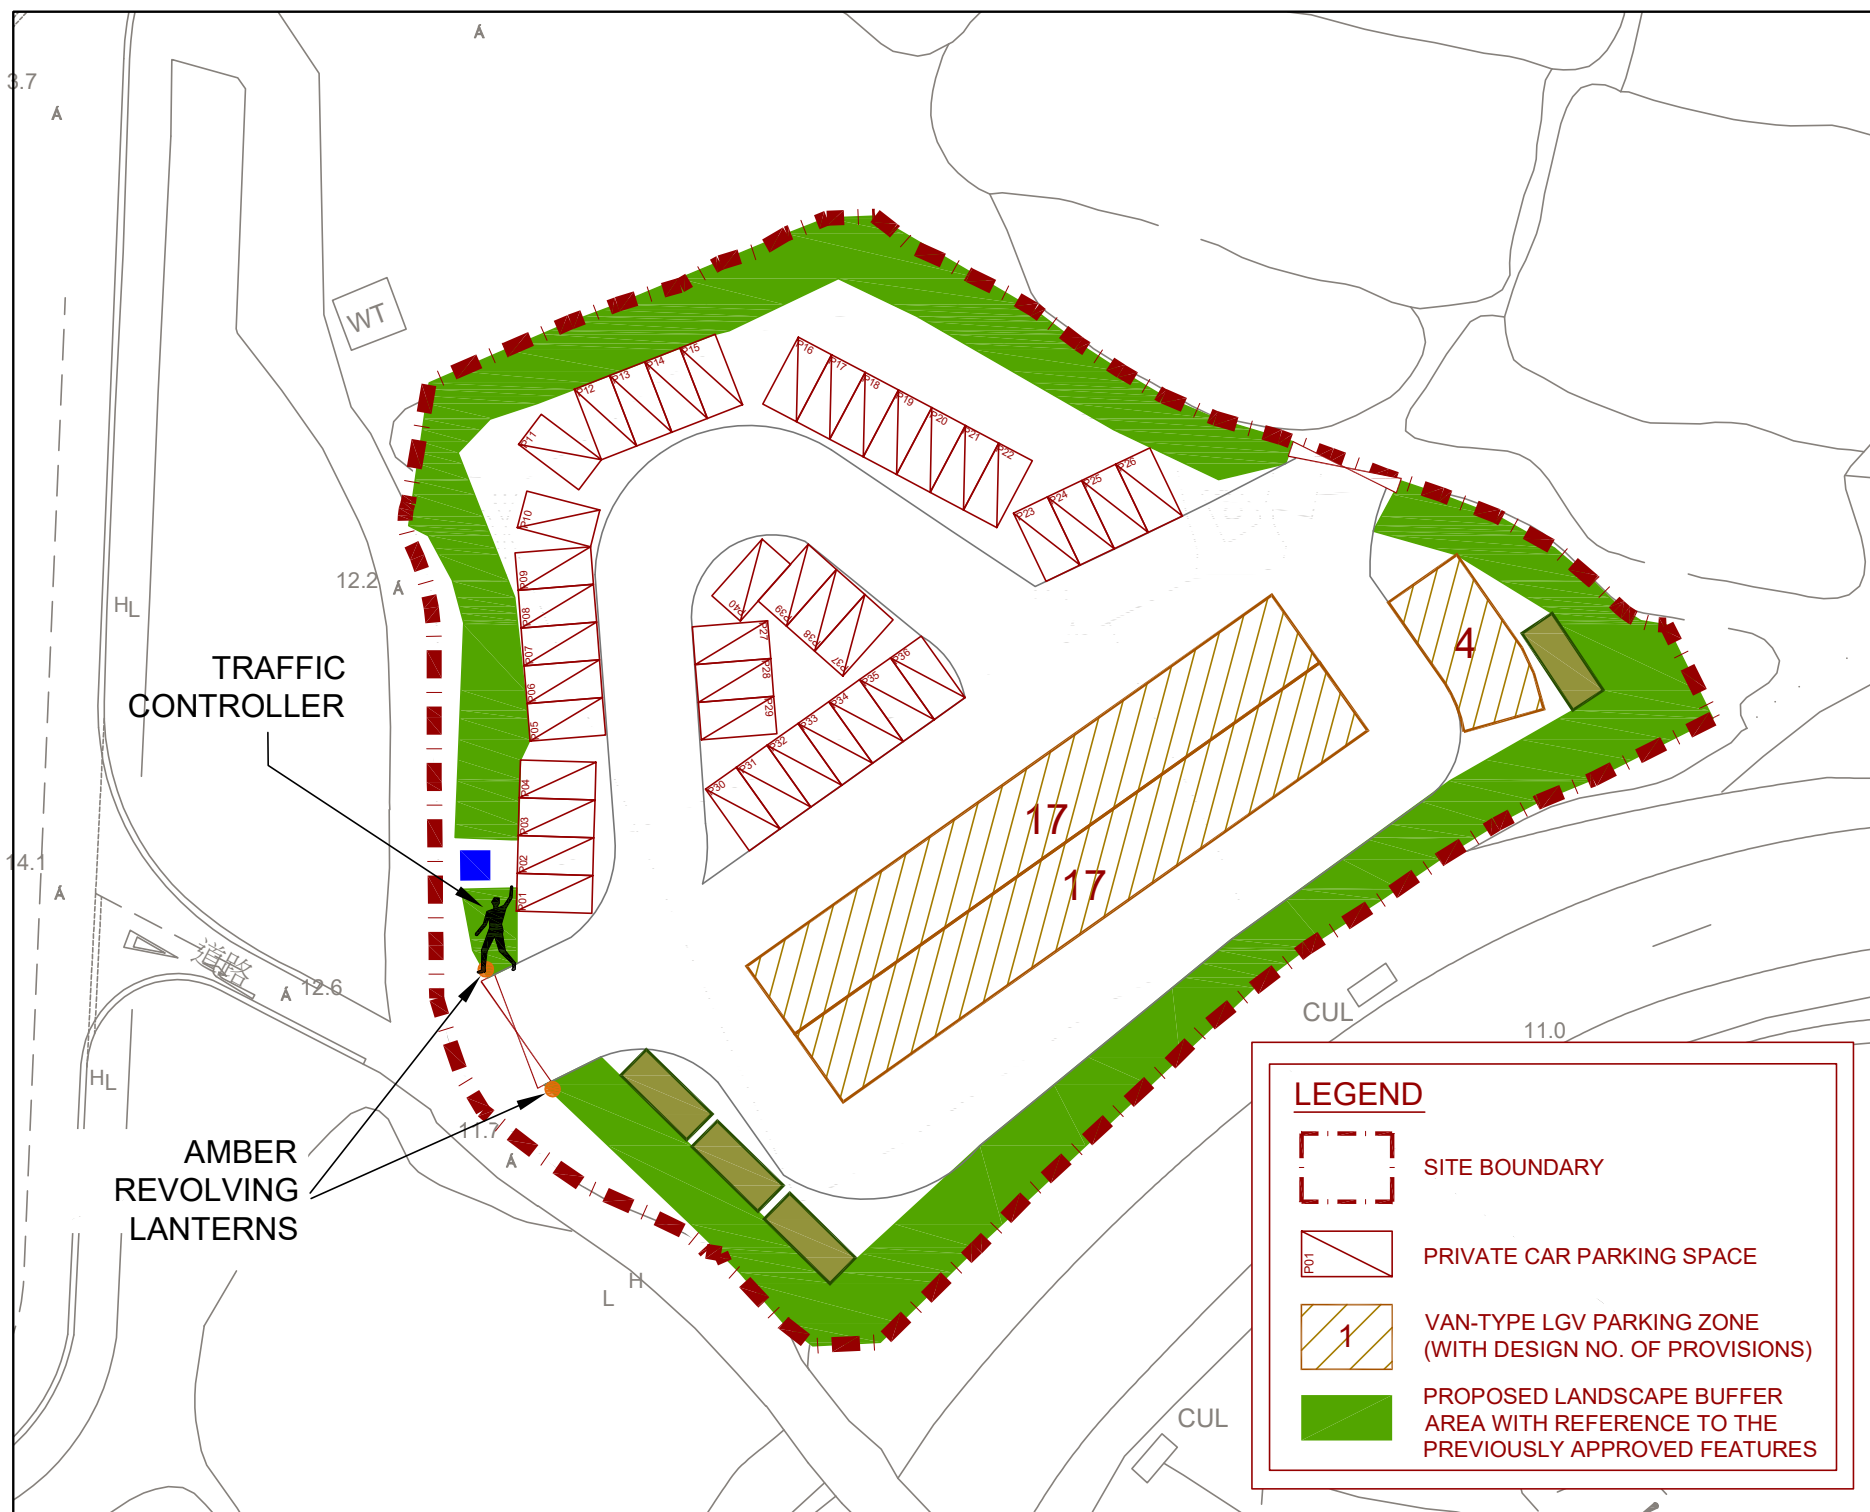 3.7
WT
12.2
HL
TRAFFIC
CONTROLLER
14.1
道路
12.6
HL
11.7
AMBER
REVOLVING
LANTERNS
H
L
P16
P17
P18
P19
P20
P21
P22
P15
P14
P13
P12
P11
P10
P09
P08
P07
P06
P05
P04
P03
P02
P01
P23
P24
P25
P26
P40
P39
P38
P37
P27
P28
P29
P36
P35
P34
P33
P32
P31
P30
4
17
17
CUL
11.0
CUL
LEGEND
SITE BOUNDARY
P01
PRIVATE CAR PARKING SPACE
1
VAN-TYPE LGV PARKING ZONE
(WITH DESIGN NO. OF PROVISIONS)
PROPOSED LANDSCAPE BUFFER
AREA WITH REFERENCE TO THE
PREVIOUSLY APPROVED FEATURES